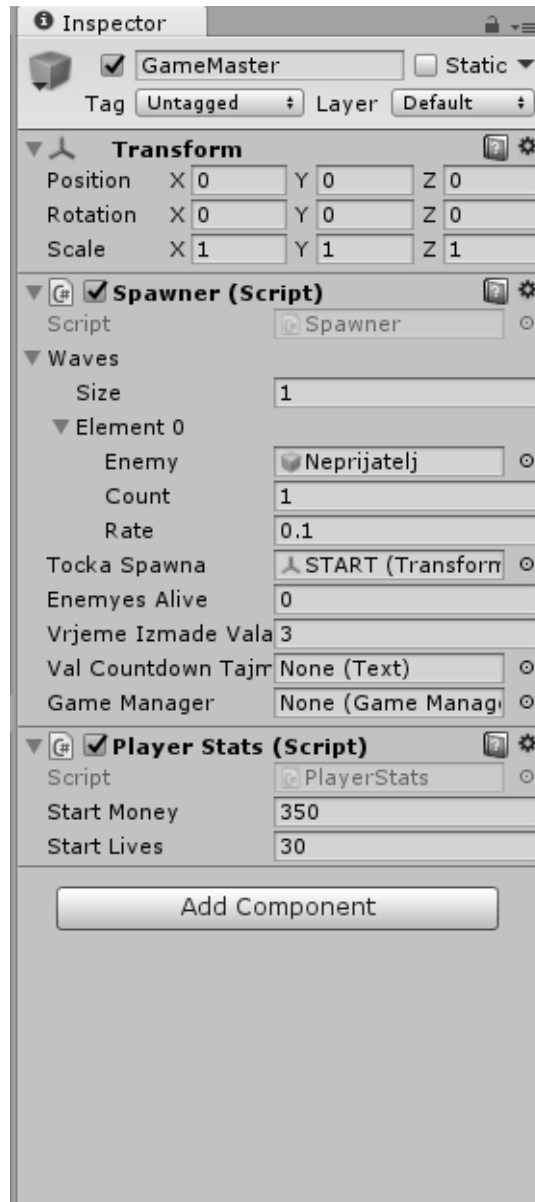 Inspector
GameMaster Static
Tag Untagged Layer Default
Transform
Position X 0 Y 0 Z 0
Rotation X 0 Y 0 Z 0
Scale X 1 Y 1 Z 1
Spawner (Script)
Script Spawner
Waves
Size 1
Element 0
Enemy Neprijatelj
Count 1
Rate 0.1
Tocka Spawna START (Transform
Enemyes Alive 0
Vrjeme Izmade Vala 3
Val Countdown Tajm None (Text)
Game Manager None (Game Manag
Player Stats (Script)
Script PlayerStats
Start Money 350
Start Lives 30
Add Component